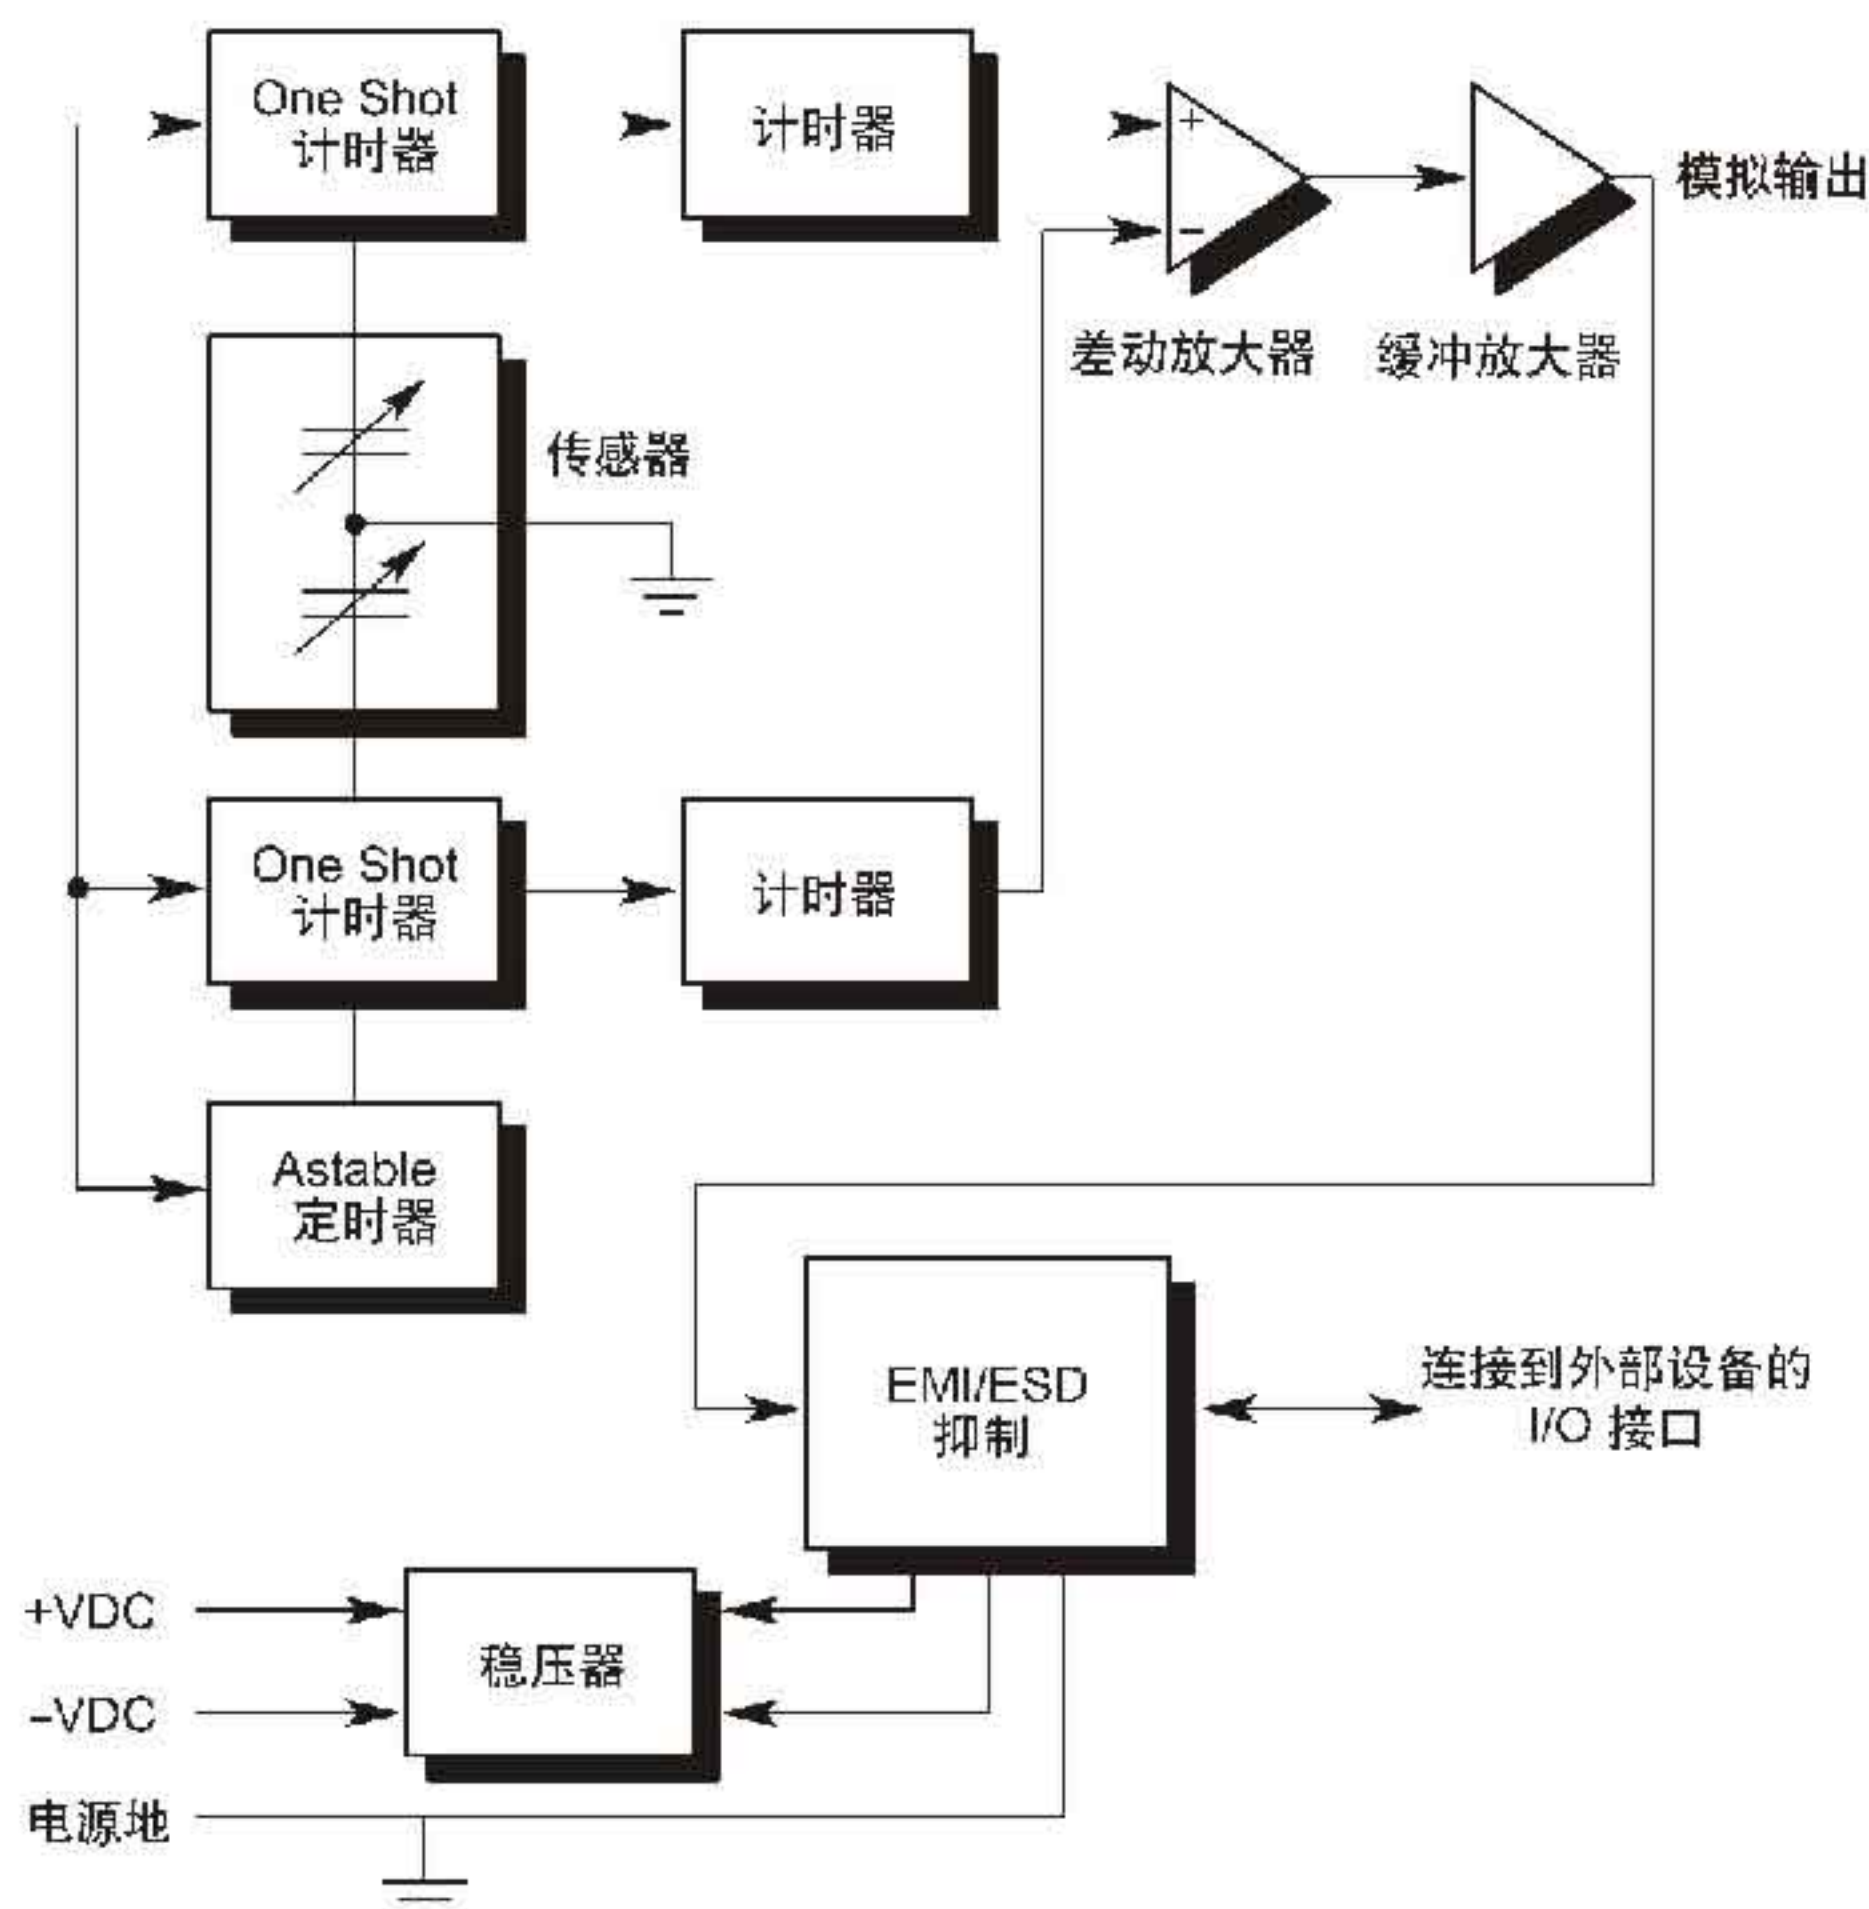 One Shot
计时器
计时器
+
−
模拟输出
差动放大器
缓冲放大器
传感器
One Shot
计时器
计时器
Astable
定时器
EMI/ESD
抑制
连接到外部设备的
I/O 接口
+VDC
稳压器
−VDC
电源地